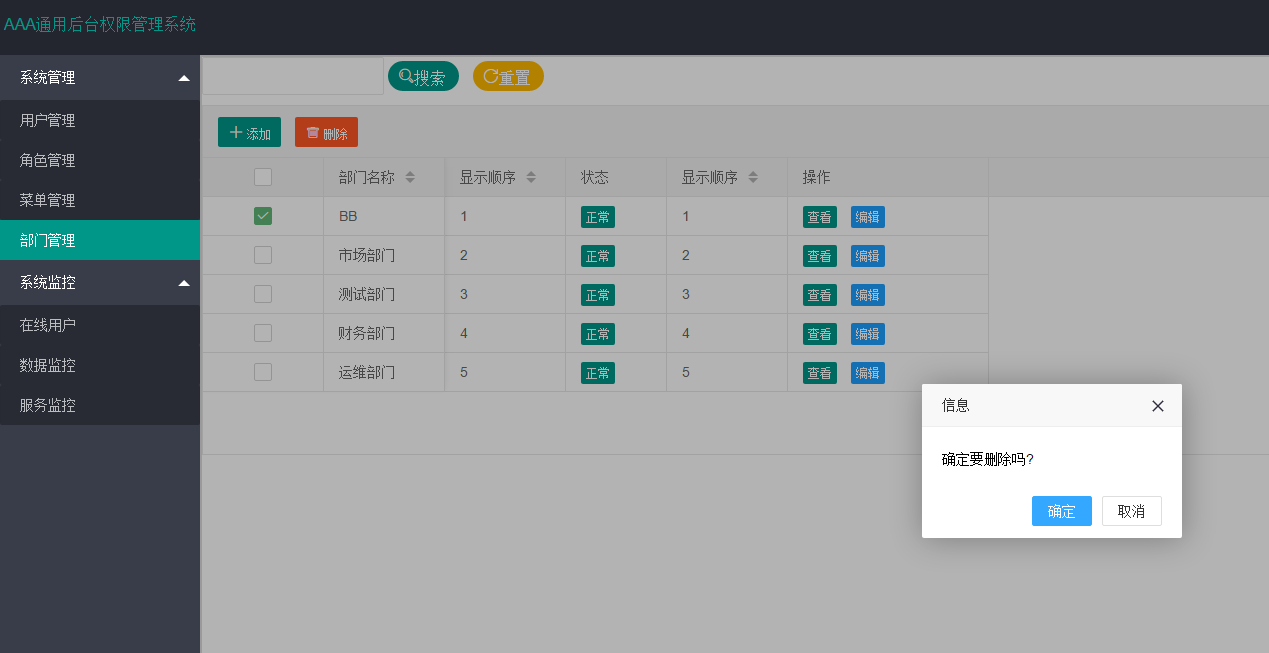 AAA通用后台权限管理系统
系统管理
用户管理
角色管理
菜单管理
部门管理
系统监控
在线用户
数据监控
服务监控
搜索 重置
添加 删除
部门名称 显示顺序 状态 显示顺序 操作
BB 1 正常 1 查看 编辑
市场部门 2 正常 2 查看 编辑
测试部门 3 正常 3 查看 编辑
财务部门 4 正常 4 查看 编辑
运维部门 5 正常 5 查看 编辑
信息
确定要删除吗?
确定 取消